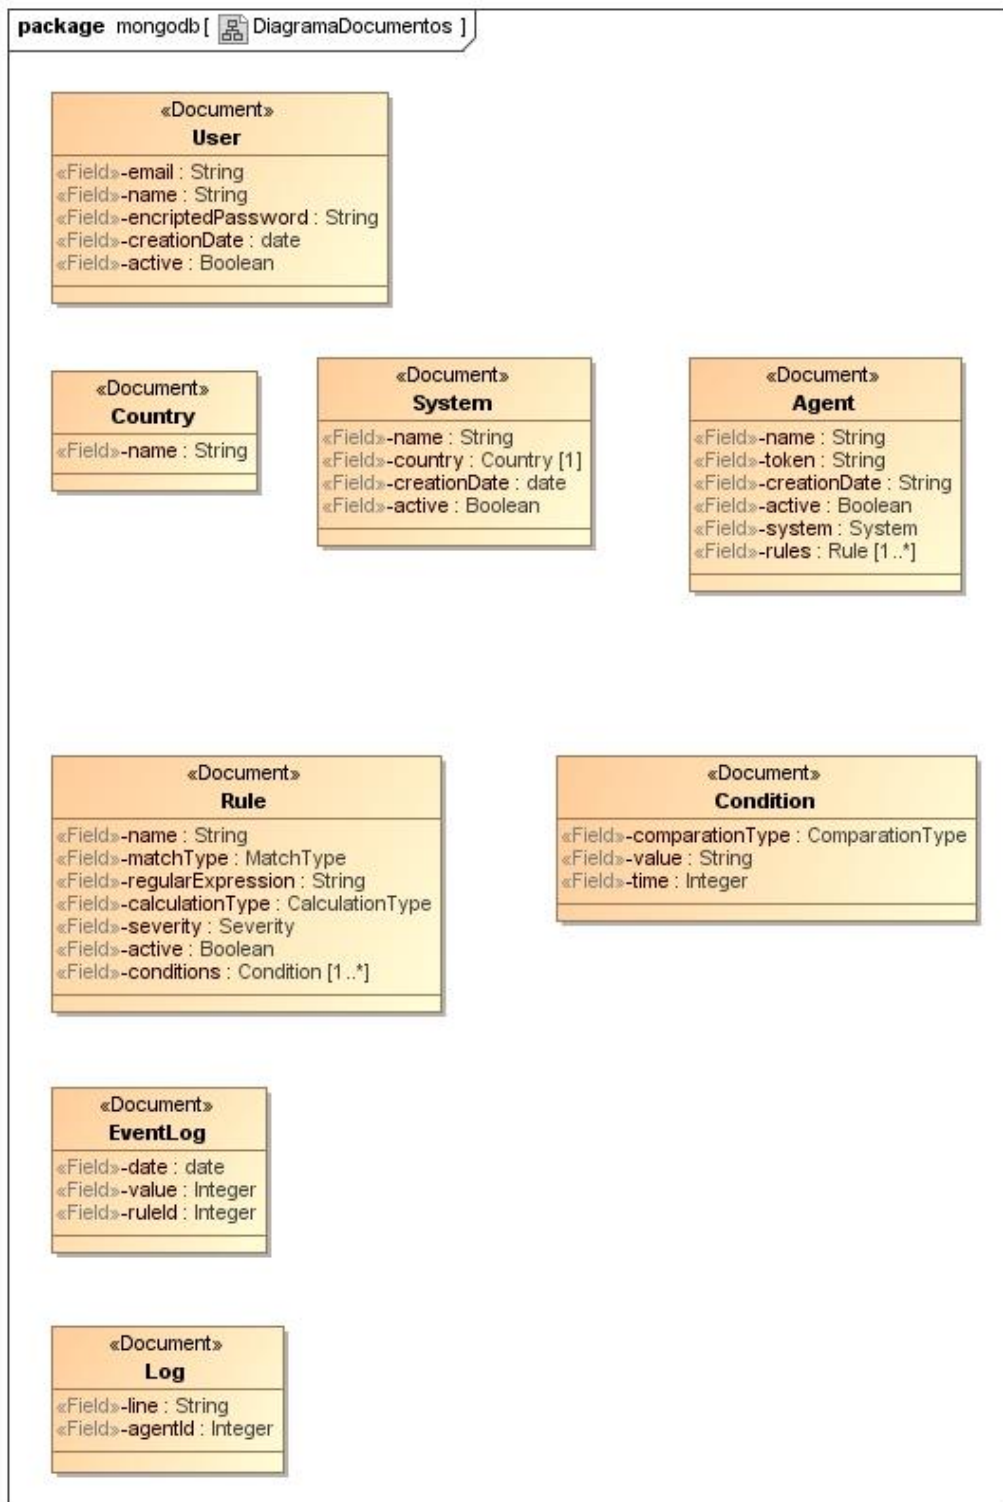 package mongodb[ DiagramaDocumentos ]
«Document»
User
«Field»-email : String
«Field»-name : String
«Field»-encriptedPassword : String
«Field»-creationDate : date
«Field»-active : Boolean
«Document»
Country
«Field»-name : String
«Document»
System
«Field»-name : String
«Field»-country : Country [1]
«Field»-creationDate : date
«Field»-active : Boolean
«Document»
Agent
«Field»-name : String
«Field»-token : String
«Field»-creationDate : String
«Field»-active : Boolean
«Field»-system : System
«Field»-rules : Rule [1..*]
«Document»
Rule
«Field»-name : String
«Field»-matchType : MatchType
«Field»-regularExpression : String
«Field»-calculationType : CalculationType
«Field»-severity : Severity
«Field»-active : Boolean
«Field»-conditions : Condition [1..*]
«Document»
Condition
«Field»-comparationType : ComparationType
«Field»-value : String
«Field»-time : Integer
«Document»
EventLog
«Field»-date : date
«Field»-value : Integer
«Field»-ruleId : Integer
«Document»
Log
«Field»-line : String
«Field»-agentId : Integer